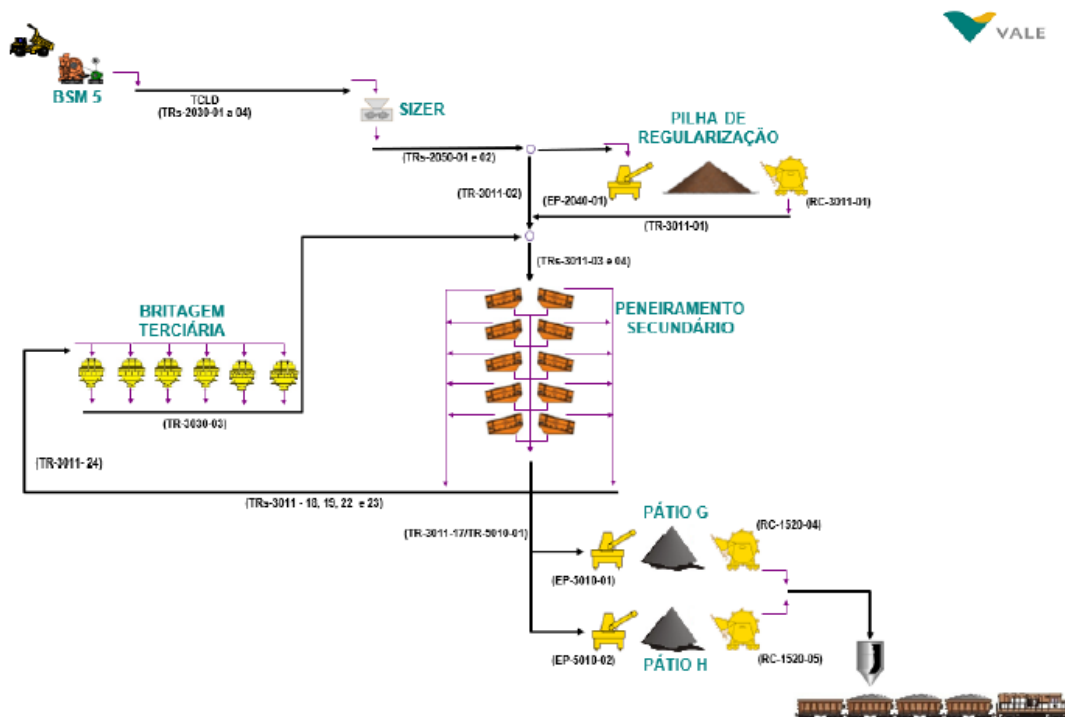 VALE
BSM 5
TCLD
(TRs-2030-01 a 04)
SIZER
PILHA DE
REGULARIZAÇÃO
(TRs-2050-01 e 02)
(TR-3011-02)
(EP-2040-01)
(RC-3011-01)
(TR-3011-01)
(TRs-3011-03 e 04)
BRITAGEM
TERCIÁRIA
PENEIRAMENTO
SECUNDÁRIO
(TR-3030-03)
(TR-3011- 24)
(TRs-3011 - 18, 19, 22 e 23)
(TR-3011-17/TR-5010-01)
PÁTIO G
(RC-1520-04)
(EP-5010-01)
(EP-5010-02)
PÁTIO H
(RC-1520-05)